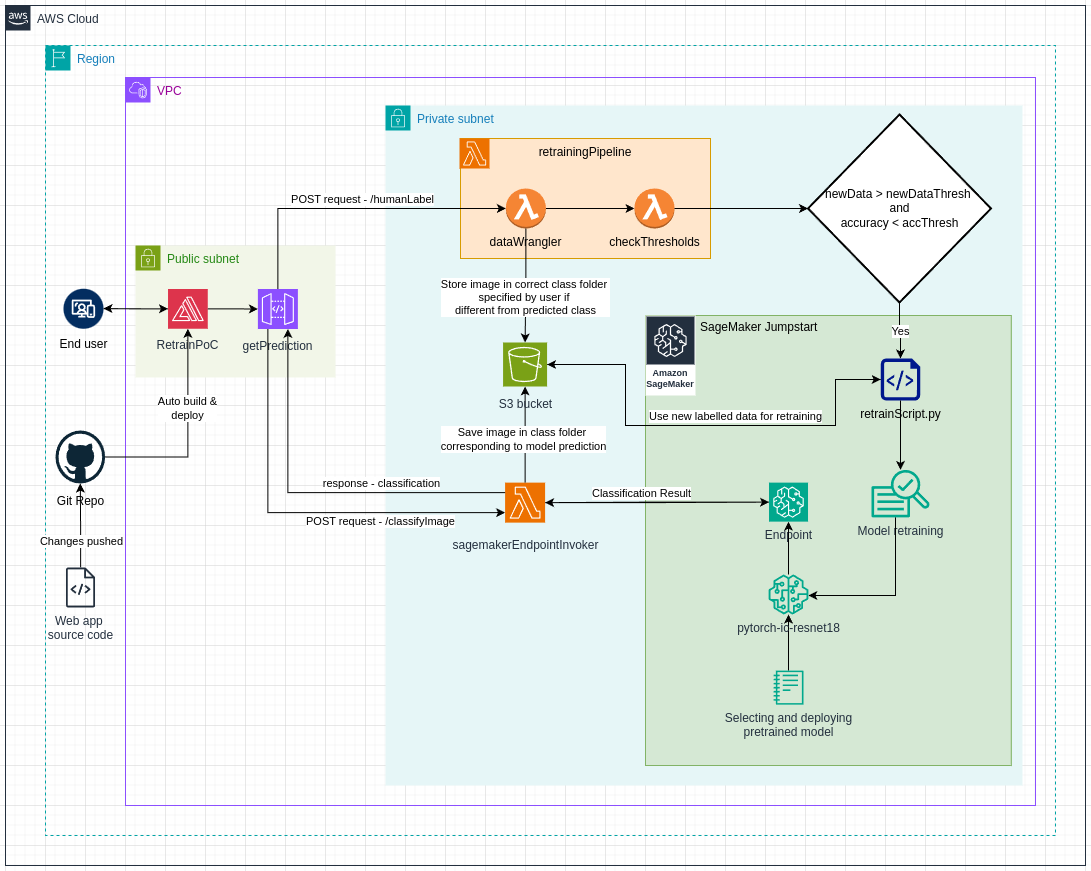 aws
AWS Cloud
Region
VPC
Private subnet
retrainingPipeline
dataWrangler
checkThresholds
newData > newDataThresh
and
accuracy < accThresh
POST request - /humanLabel
Public subnet
RetrainPoC
getPrediction
End user
Auto build &
deploy
Git Repo
Changes pushed
Web app
source code
Store image in correct class folder
specified by user if
different from predicted class
S3 bucket
Save image in class folder
corresponding to model prediction
response - classification
POST request - /classifyImage
sagemakerEndpointInvoker
Amazon
SageMaker
SageMaker Jumpstart
Yes
retrainScript.py
Use new labelled data for retraining
Classification Result
Endpoint
Model retraining
pytorch-ic-resnet18
Selecting and deploying
pretrained model